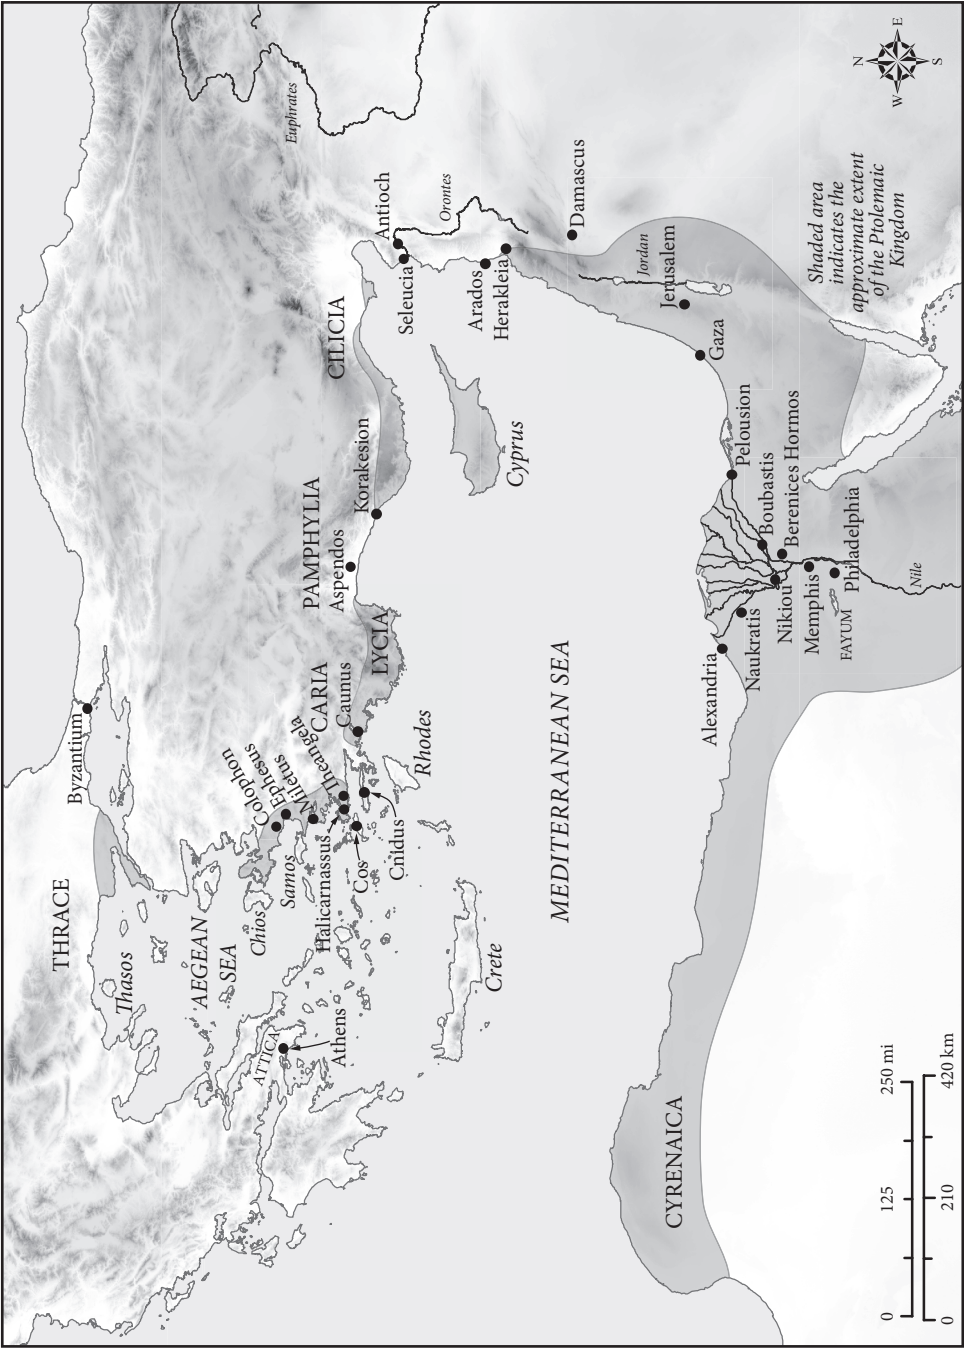 THRACE
Byzantium
Thasos
AEGEAN
SEA
ATTICA
Athens
Chios
Samos
Colophon
Ephesus
Miletus
Theangela
Halicarnassus
Cos
Cnidus
CARIA
Caunus
LYCIA
Rhodes
Crete
PAMPHYLIA
Aspendos
Korakesion
CILICIA
Cyprus
Euphrates
Antioch
Seleucia
Orontes
Arados
Herakleia
Damascus
Jordan
Jerusalem
Gaza
MEDITERRANEAN SEA
Pelousion
Boubastis
Berenices Hormos
Alexandria
Naukratis
Nikiou
Memphis
Philadelphia
FAYUM
Nile
CYRENAICA
Shaded area
indicates the
approximate extent
of the Ptolemaic
Kingdom
N
E
S
W
0 125 250 mi
0 210 420 km